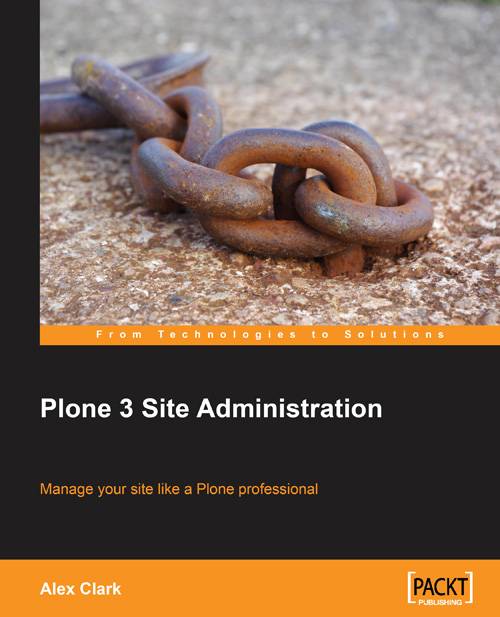 From Technologies to Solutions
Plone 3 Site Administration
Manage your site like a Plone professional
Alex Clark
[PACKT]
PUBLISHING